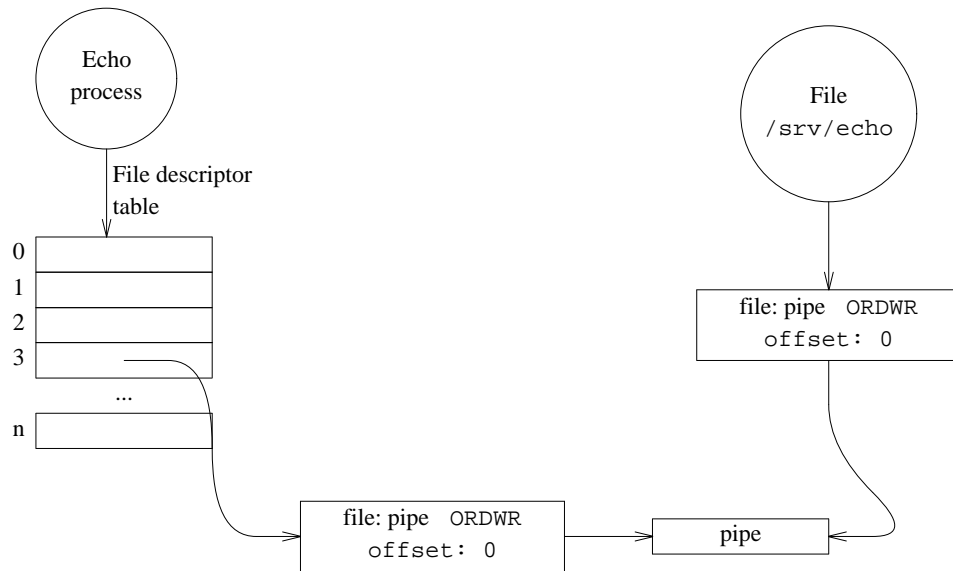 Echo
process
File
/srv/echo
File descriptor
table
0
1
2
3
...
n
file: pipe ORDWR
offset: 0
file: pipe ORDWR
offset: 0
pipe